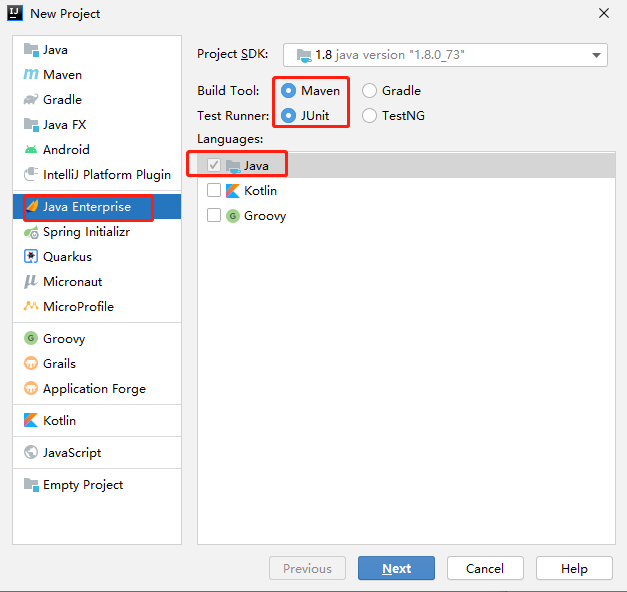 New Project
Java
Maven
Gradle
Java FX
Android
IntelliJ Platform Plugin
Java Enterprise
Spring Initializr
Quarkus
Micronaut
MicroProfile
Groovy
Grails
Application Forge
Kotlin
JavaScript
Empty Project
Project SDK: 1.8 java version "1.8.0_73"
Build Tool: Maven Gradle
Test Runner: JUnit TestNG
Languages:
Java
Kotlin
Groovy
Previous Next Cancel Help